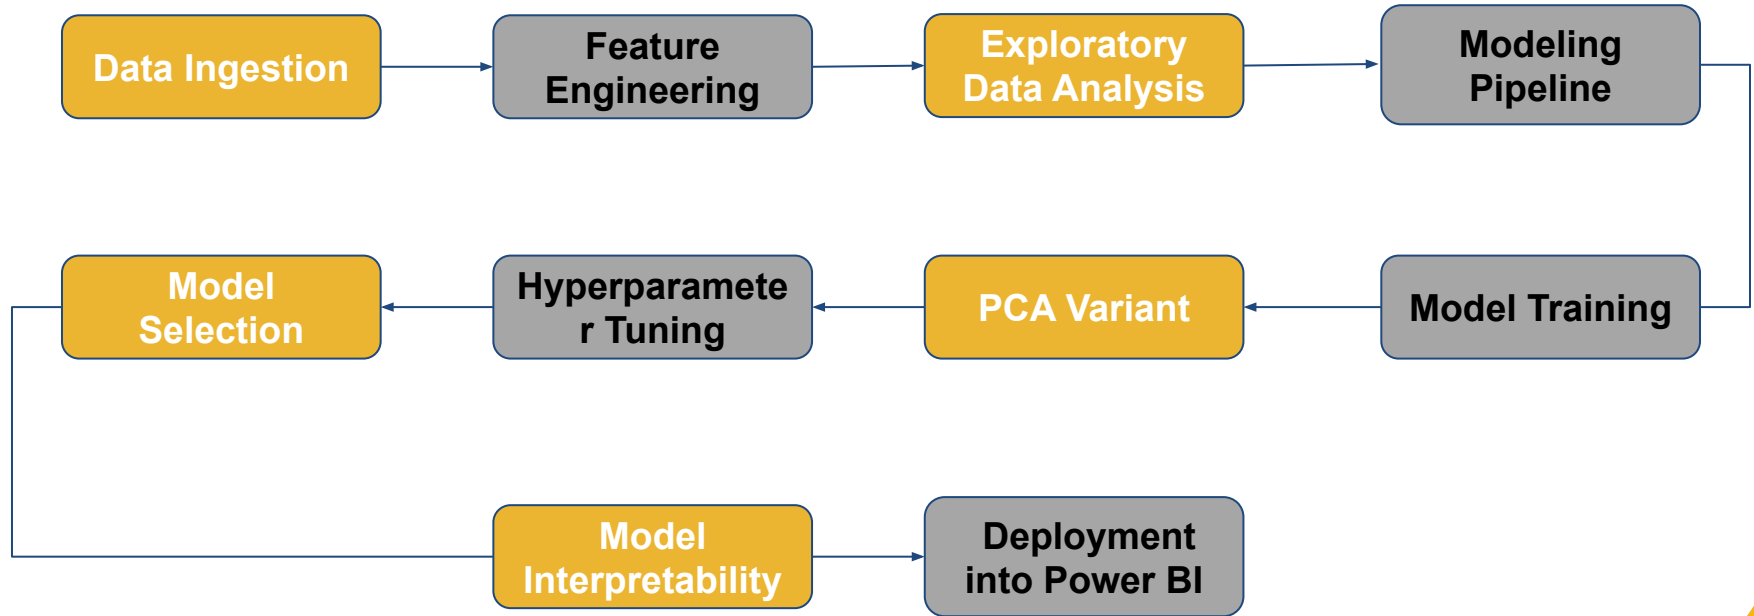 Data Ingestion
Feature
Engineering
Exploratory
Data Analysis
Modeling
Pipeline
Model
Selection
Hyperparamete
r Tuning
PCA Variant
Model Training
Model
Interpretability
Deployment
into Power BI